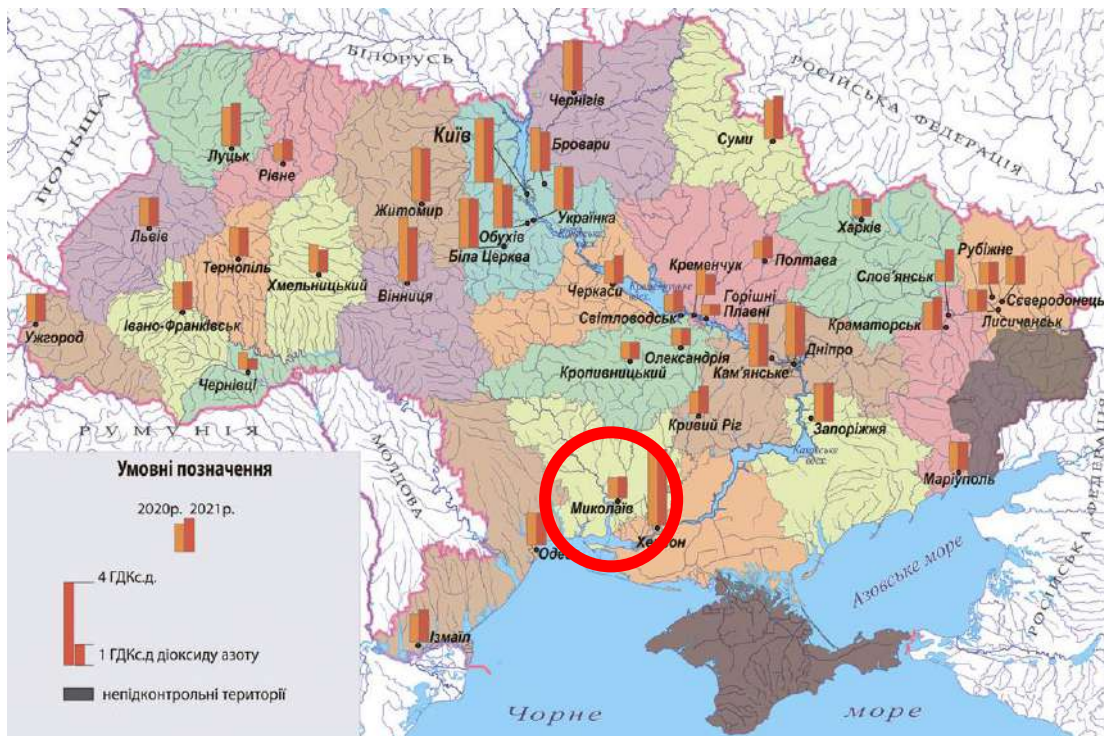 БІЛОРУСЬ
РОСІЙСЬКА ФЕДЕРАЦІЯ
ПОЛЬЩА
Чернігів
Київ
Бровари
Суми
Луцьк
Рівне
Житомир
Українка
Обухів
Біла Церква
Львів
Тернопіль
Хмельницький
Вінниця
Харків
Рубіжне
Полтава
Кременчук
Слов'янськ
Черкаси
Горішні
Плавні
Сєверодонецьк
Лисичанськ
Світловодськ
Краматорськ
Івано-Франківськ
Ужгород
Чернівці
Олександрія
Дніпро
Кропивницький
Кам'янське
Кривий Ріг
Запоріжжя
РУМУНІЯ
МОЛДОВА
Маріуполь
Миколаїв
РОСІЙСЬКА ФЕДЕРАЦІЯ
Азовське море
Ізмаїл
Чорне море
Умовні позначення
2020р. 2021р.
4 ГДКс.д.
1 ГДКс.д діоксиду азоту
непідконтрольні території